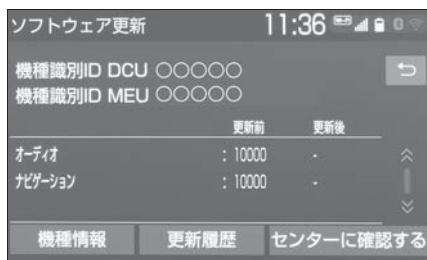 ソフトウェア更新 11:36
機種識別ID DCU ○○○○○
機種識別ID MEU ○○○○○
更新前 更新後
オーディオ : 10000 -
ナビゲーション : 10000 -
機種情報 更新履歴 センターに確認する